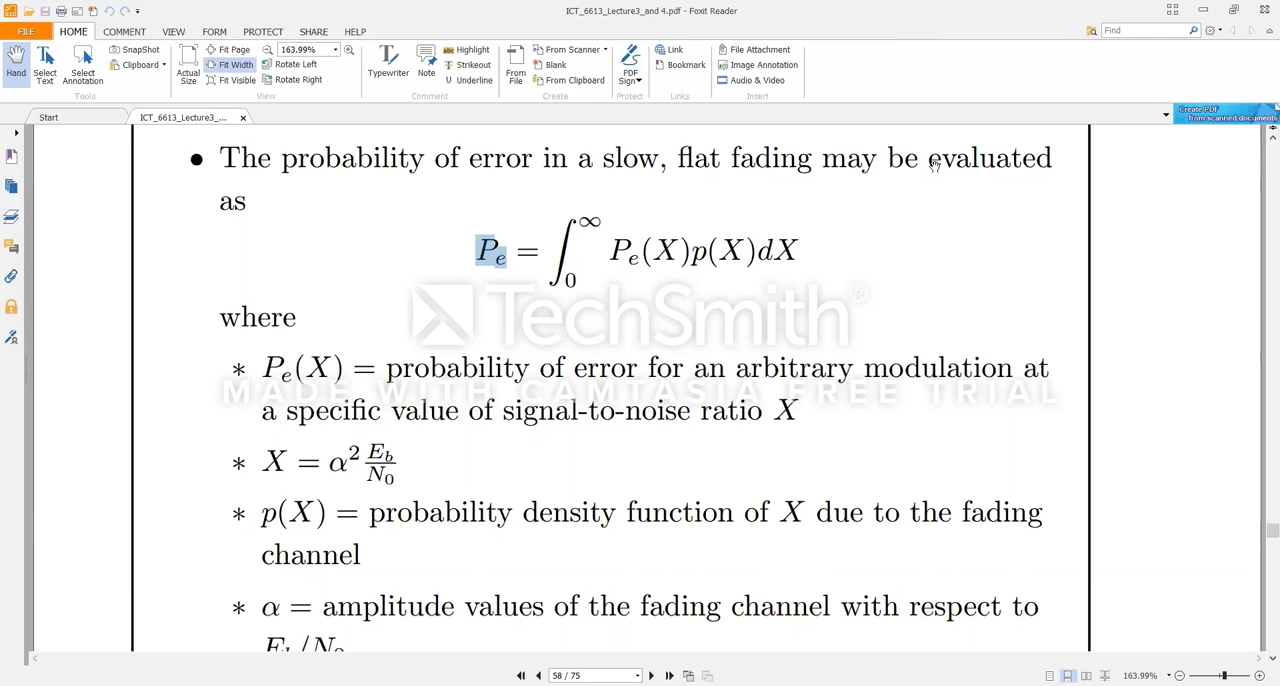 ICT_6613_Lecture3_and 4.pdf - Foxit Reader
FILE HOME COMMENT VIEW FORM PROTECT SHARE HELP
Find
Hand
Select Text
Select Annotation
SnapShot
Clipboard
Tools
Actual Size
Fit Page
Fit Width
Fit Visible
163.99%
Rotate Left
Rotate Right
View
Typewriter
Note
Highlight
Strikeout
Underline
Comment
From File
From Scanner
Blank
From Clipboard
Create
PDF Sign
Protect
Link
Bookmark
Links
File Attachment
Image Annotation
Audio & Video
Insert
Start
ICT_6613_Lecture3_...
Create PDF
from scanned documents
• The probability of error in a slow, flat fading may be evaluated
as
P_e = ∫_0^∞ P_e(X)p(X)dX
TechSmith®
where
∗ P_e(X) = probability of error for an arbitrary modulation at
MADE WITH CAMTASIA FREE TRIAL
a specific value of signal-to-noise ratio X
∗ X = α² E_b/N_0
∗ p(X) = probability density function of X due to the fading
channel
∗ α = amplitude values of the fading channel with respect to
E_b/N_0
58 / 75
163.99%